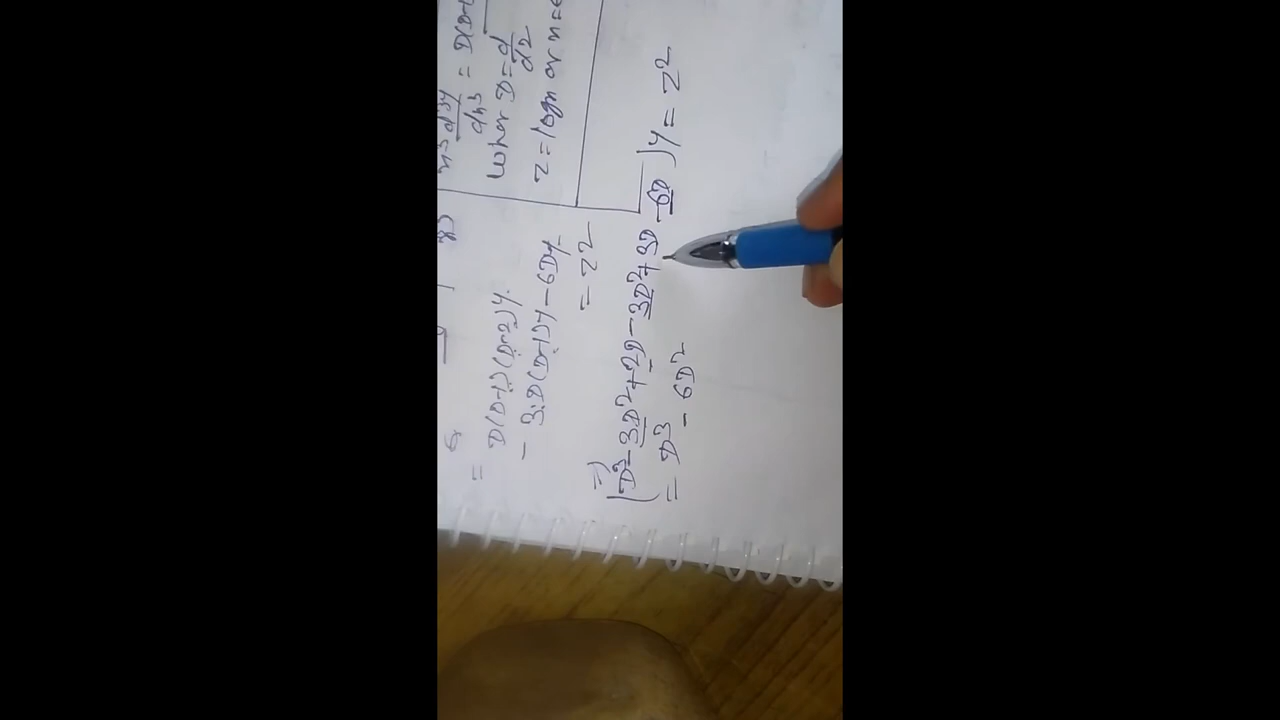 x³ d³y/dx³ = D(D-1
where D = d/dz
z = logx or x = e
=
D(D-1)(D-2)y.
- 3.D(D-1)y - 6Dy
= z²
=)
(D³ - 3D² + 2D - 3D² + 3D - 6D) y = z²
= D³ - 6D²